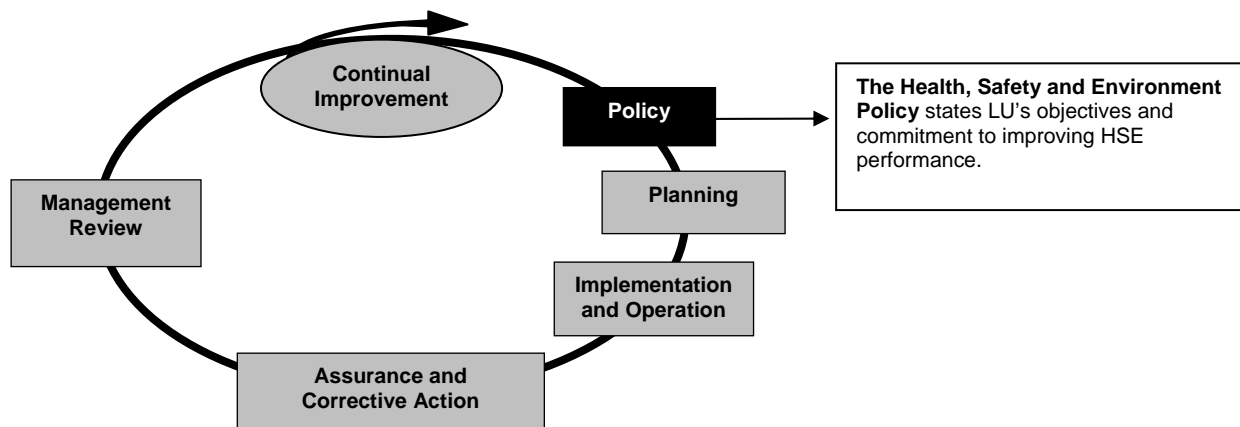 Continual
Improvement
Policy
The Health, Safety and Environment
Policy states LU’s objectives and
commitment to improving HSE
performance.
Planning
Management
Review
Implementation
and Operation
Assurance and
Corrective Action